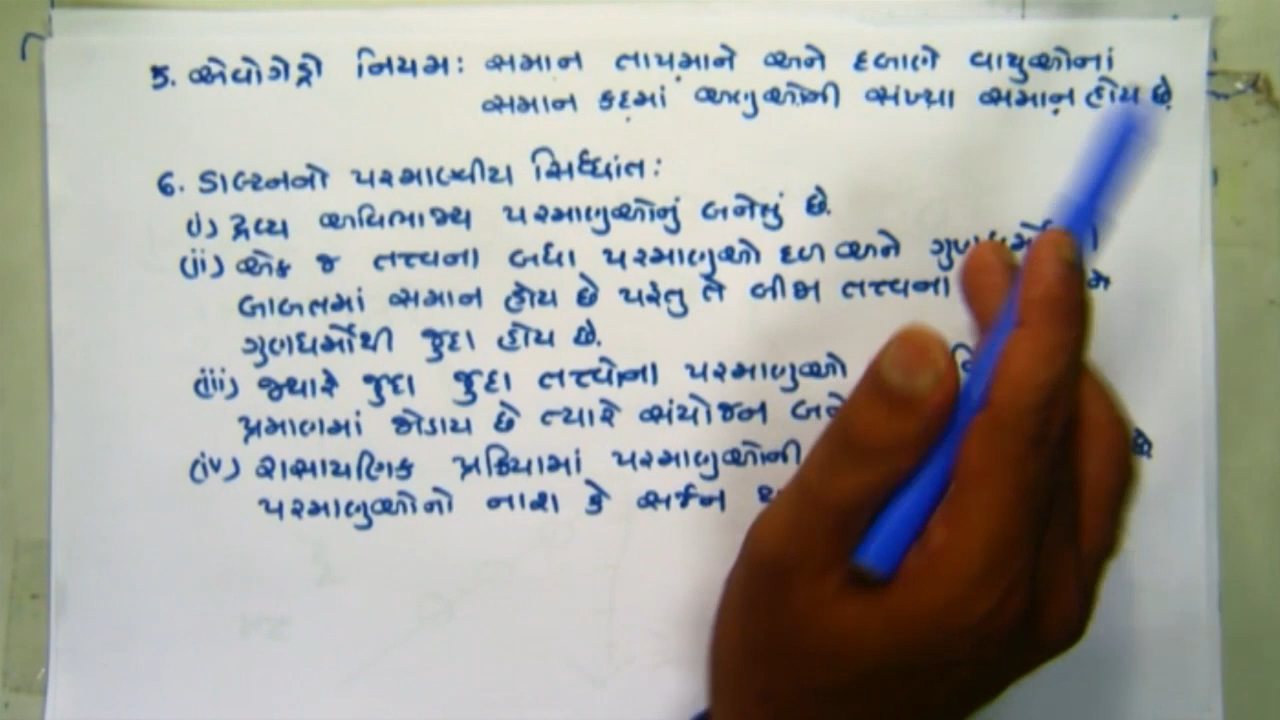 5. એવોગેડ્રો નિયમ: સમાન તાપમાને અને દબાણે વાયુઓનાં
સમાન કદમાં અણુઓની સંખ્યા સમાન હોય છે.
6. ડાલ્ટનનો પરમાણ્વીય સિધ્ધાંત:
(i) દ્રવ્ય અવિભાજ્ય પરમાણુઓનું બનેલું છે.
(ii) એક જ તત્ત્વના બધા પરમાણુઓ દળ અને
બાબતમાં સમાન હોય છે પરંતુ તે બીજા તત્ત્વના
ગુણધર્મોથી જુદા હોય છે.
(iii) જ્યારે જુદા જુદા તત્ત્વોના પરમાણુઓ
પ્રમાણમાં જોડાય છે ત્યારે સંયોજન
(iv) રાસાયણિક પ્રક્રિયામાં પરમાણુઓની
પરમાણુઓનો નાશ કે સર્જન